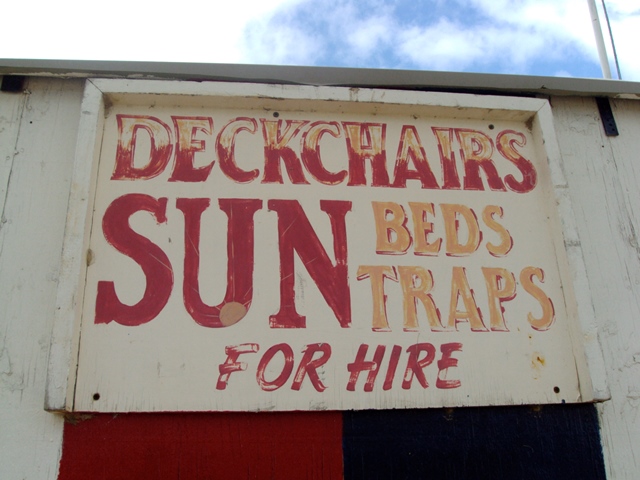 DECKCHAIRS
SUN BEDS
TRAPS
FOR HIRE